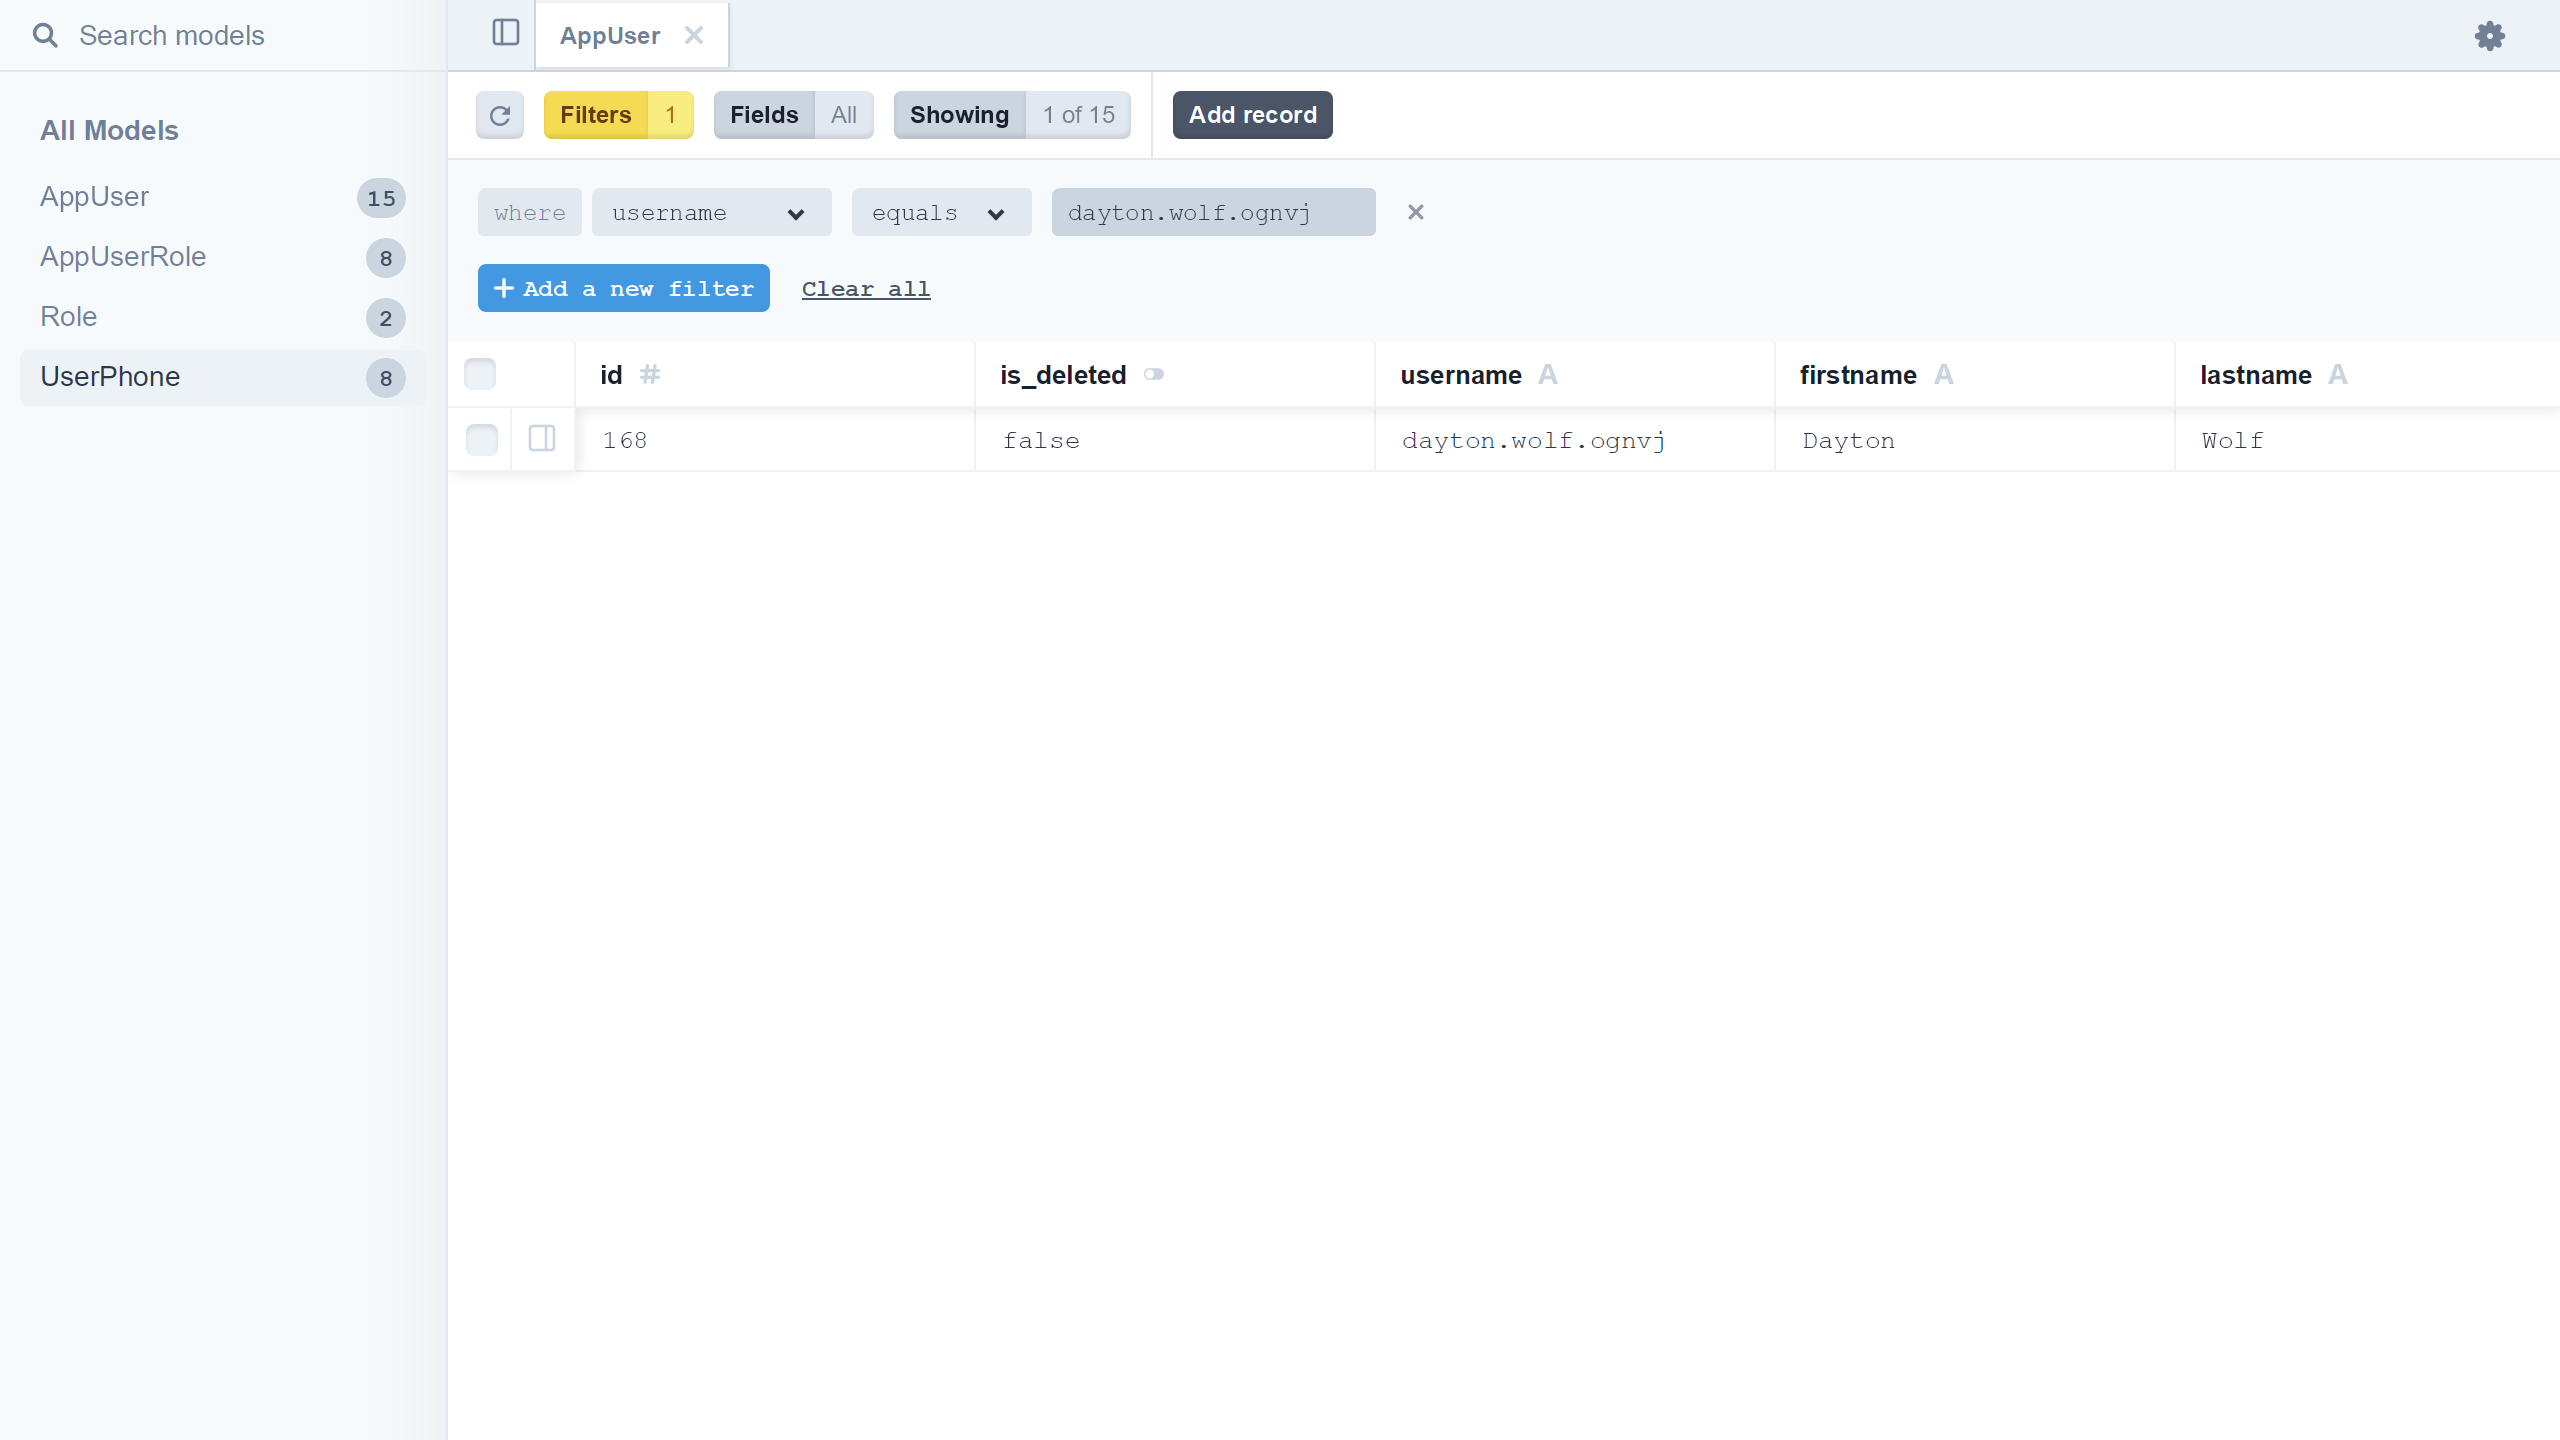 Search models
AppUser
Filters 1
Fields All
Showing 1 of 15
Add record
All Models
AppUser 15
AppUserRole 8
Role 2
UserPhone 8
where username equals dayton.wolf.ognvj
Add a new filter
Clear all
id # is_deleted username A firstname A lastname A
168 false dayton.wolf.ognvj Dayton Wolf